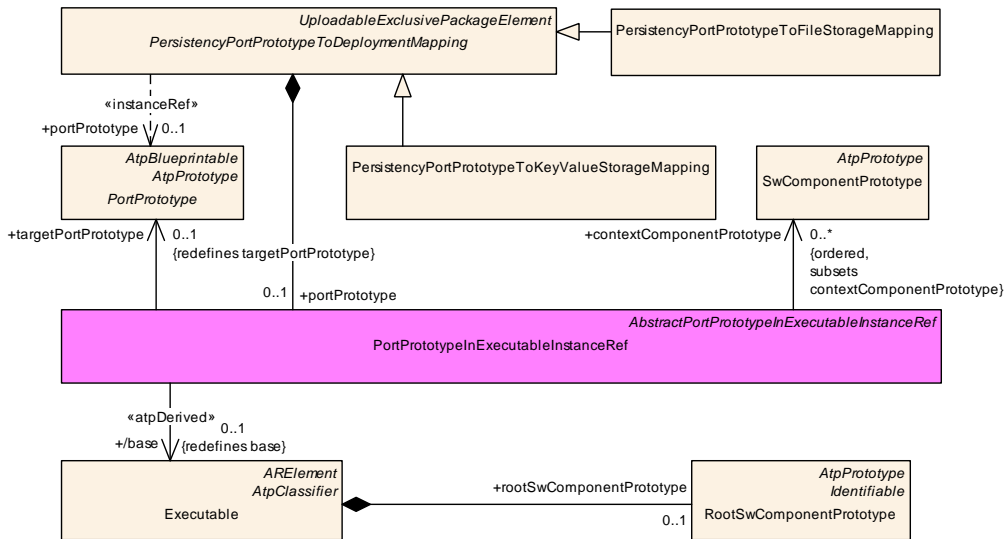 UploadableExclusivePackageElement
PersistencyPortPrototypeToDeploymentMapping
PersistencyPortPrototypeToFileStorageMapping
«instanceRef»
+portPrototype
0..1
AtpBlueprintable
AtpPrototype
PortPrototype
PersistencyPortPrototypeToKeyValueStorageMapping
AtpPrototype
SwComponentPrototype
+targetPortPrototype
0..1
{redefines targetPortPrototype}
+contextComponentPrototype
0..*
{ordered,
subsets
contextComponentPrototype}
0..1
+portPrototype
AbstractPortPrototypeInExecutableInstanceRef
PortPrototypeInExecutableInstanceRef
«atpDerived»
+/base
0..1
{redefines base}
ARElement
AtpClassifier
Executable
+rootSwComponentPrototype
0..1
AtpPrototype
Identifiable
RootSwComponentPrototype